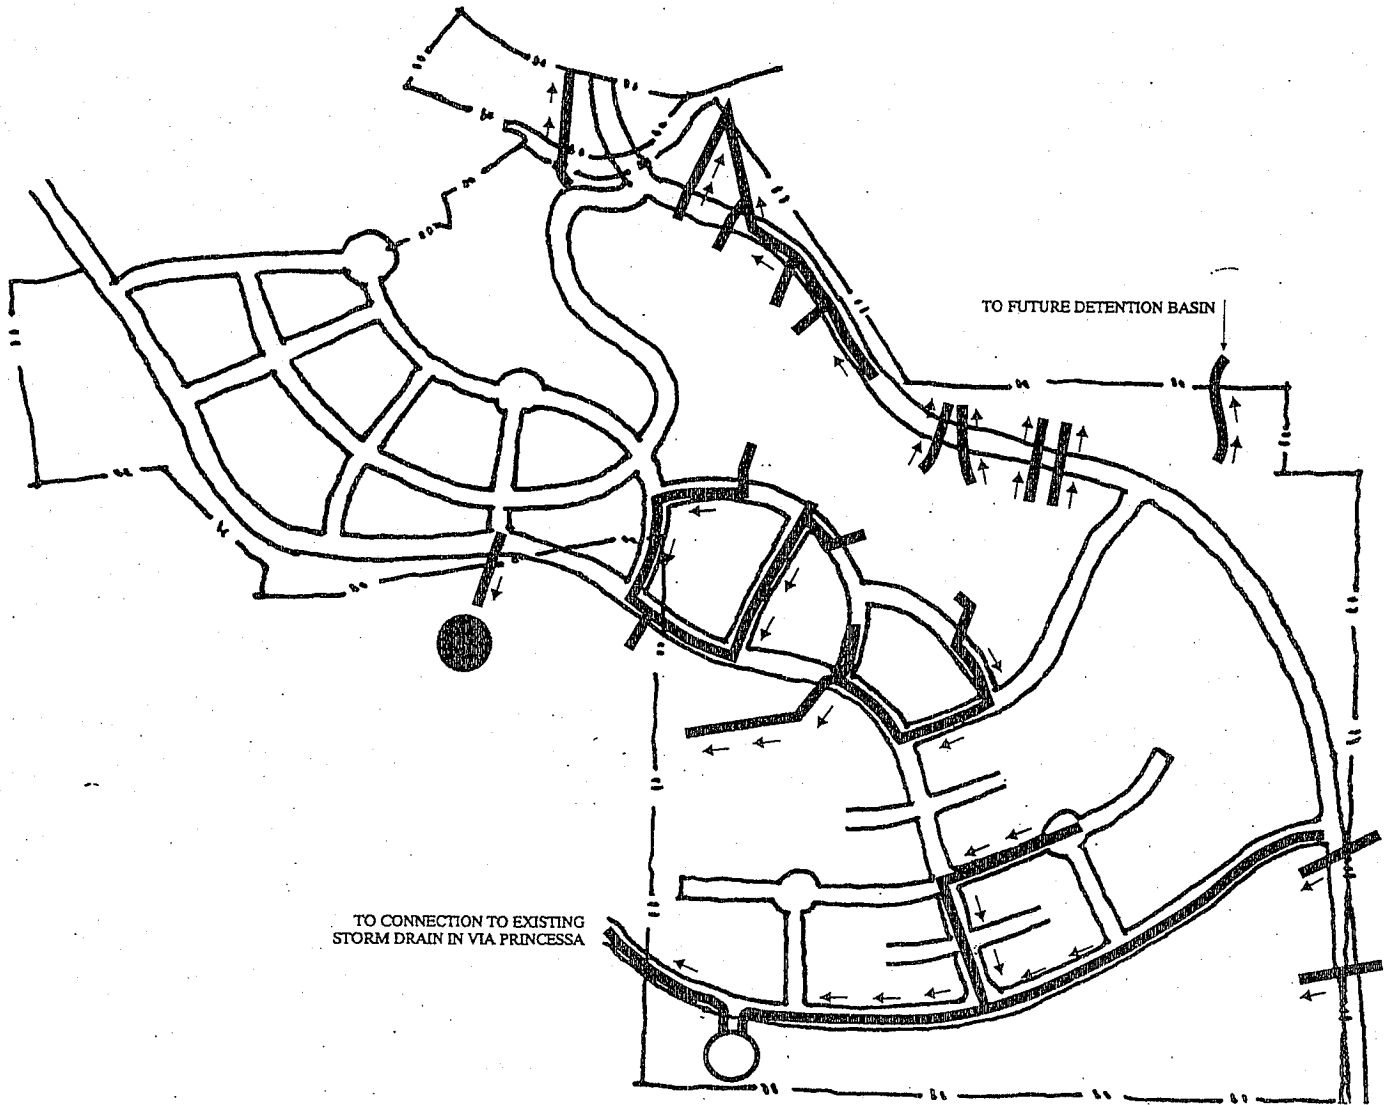 TO FUTURE DETENTION BASIN
TO CONNECTION TO EXISTING
STORM DRAIN IN VIA PRINCESSA